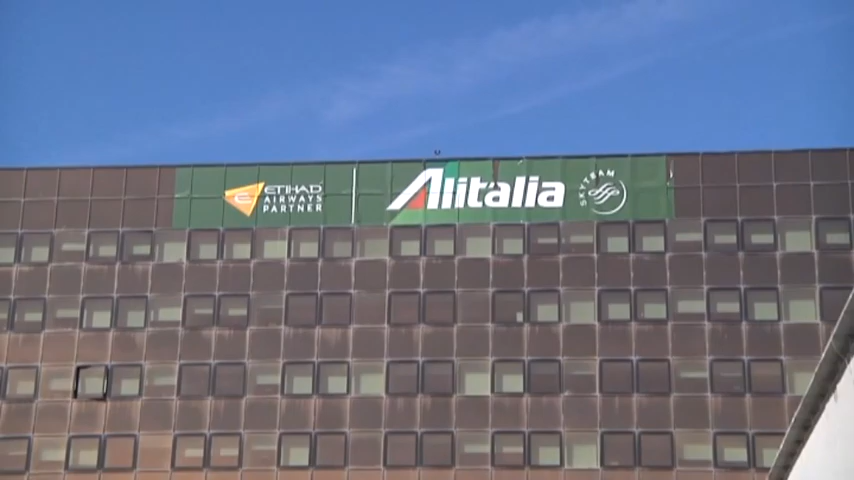 ETIHAD
AIRWAYS
PARTNER
Alitalia
SKYTEAM